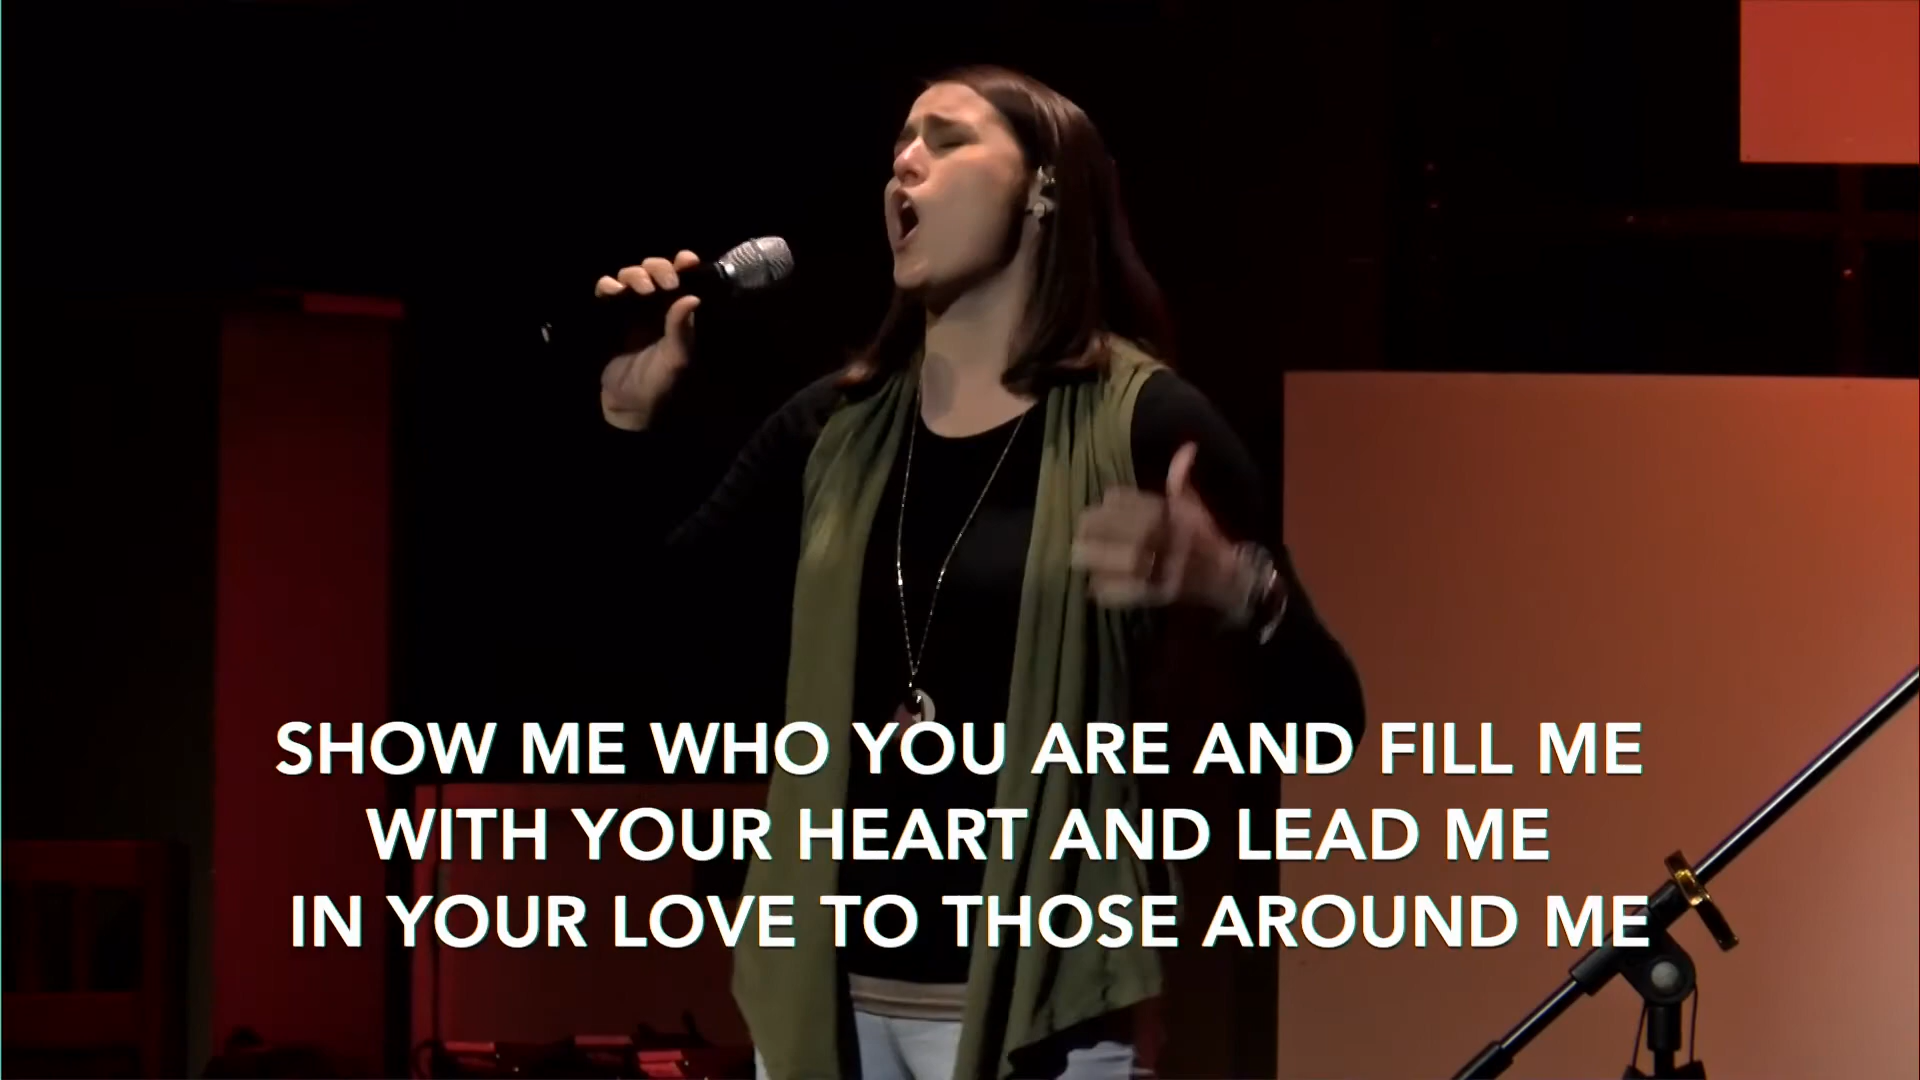 SHOW ME WHO YOU ARE AND FILL ME
WITH YOUR HEART AND LEAD ME
IN YOUR LOVE TO THOSE AROUND ME